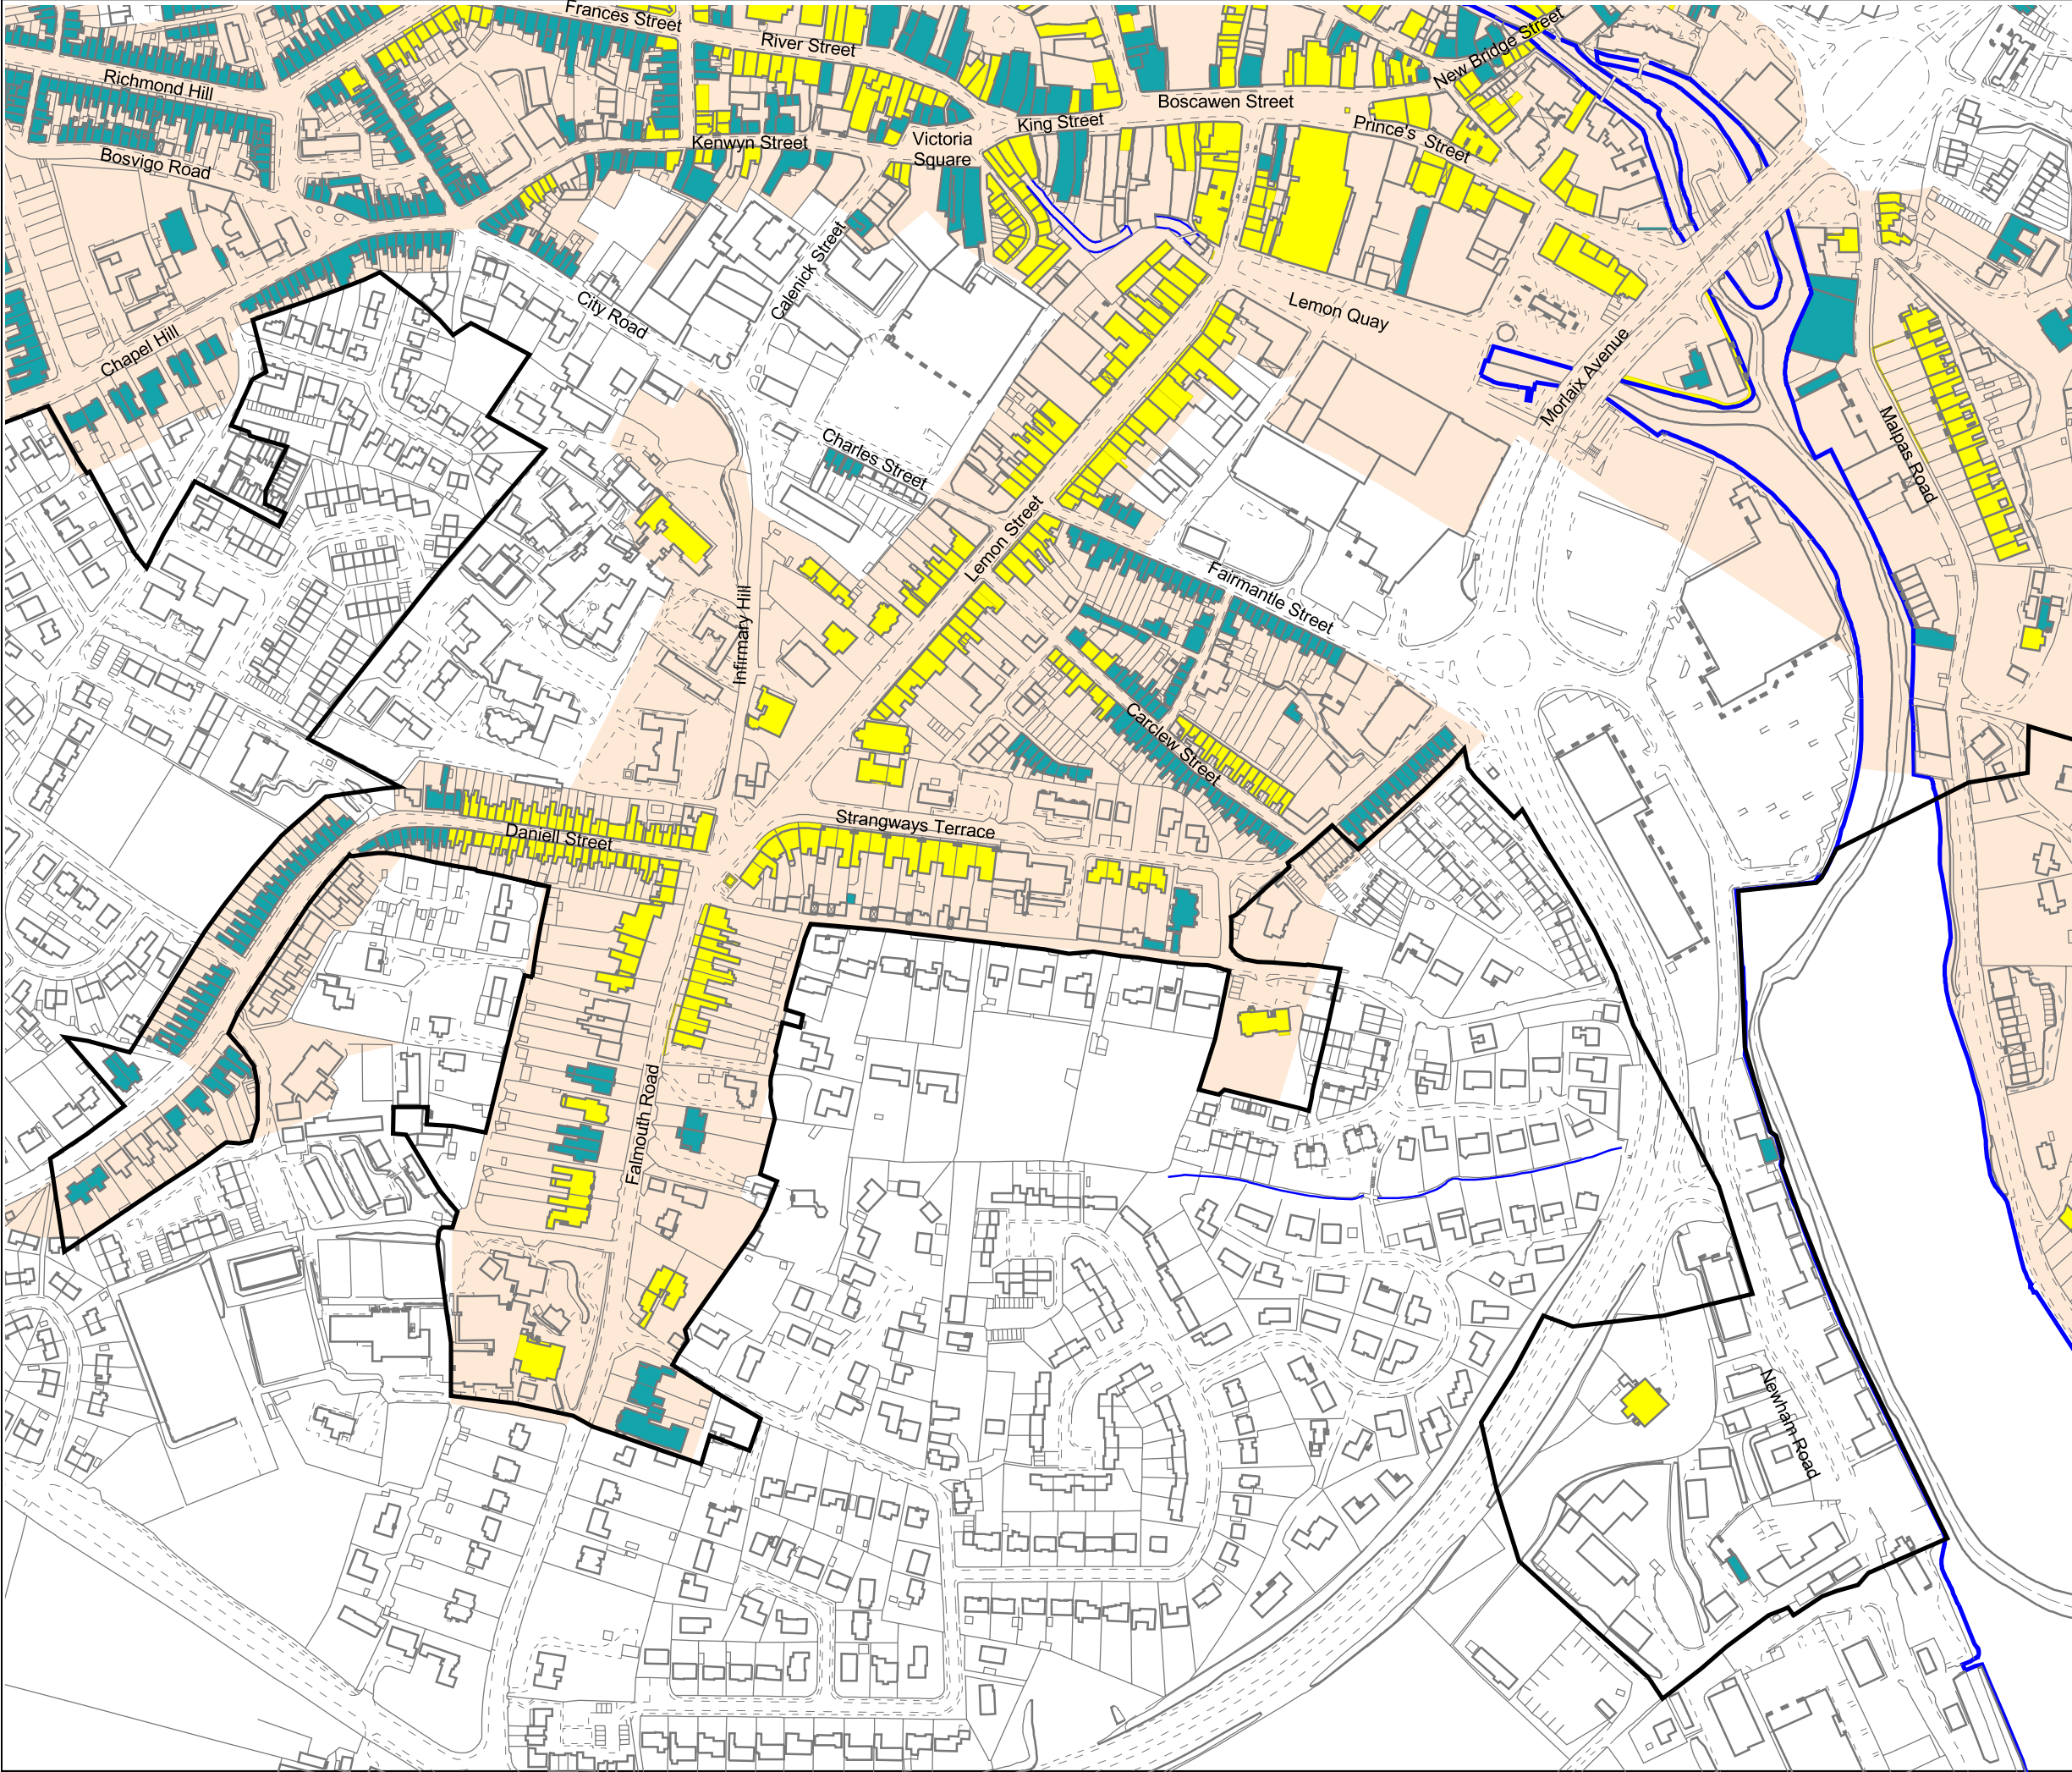 Frances Street
River Street
New Bridge Street
Richmond Hill
Boscawen Street
King Street
Prince's Street
Victoria
Square
Kenwyn Street
Bosvigo Road
Calenick Street
City Road
Lemon Quay
Chapel Hill
Morlaix Avenue
Malpas Road
Charles Street
Lemon Street
Fairmantle Street
Infirmary Hill
Carclew Street
Strangways Terrace
Daniell Street
Falmouth Road
Newham Road